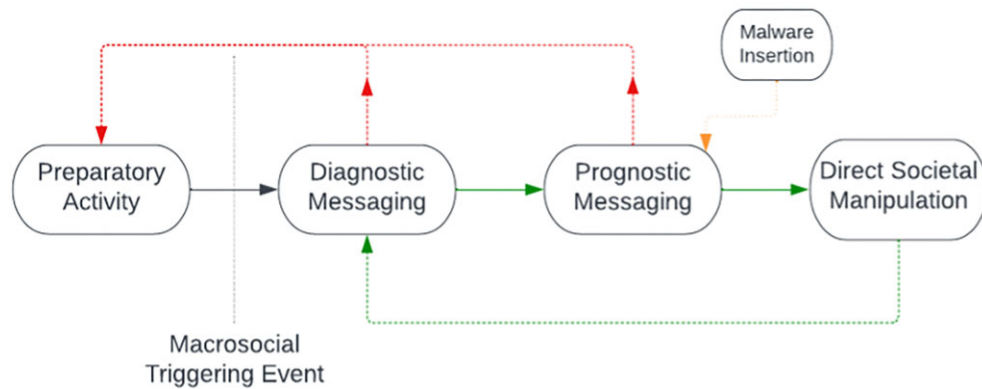 Malware
Insertion
Preparatory
Activity
Diagnostic
Messaging
Prognostic
Messaging
Direct Societal
Manipulation
Macrosocial
Triggering Event